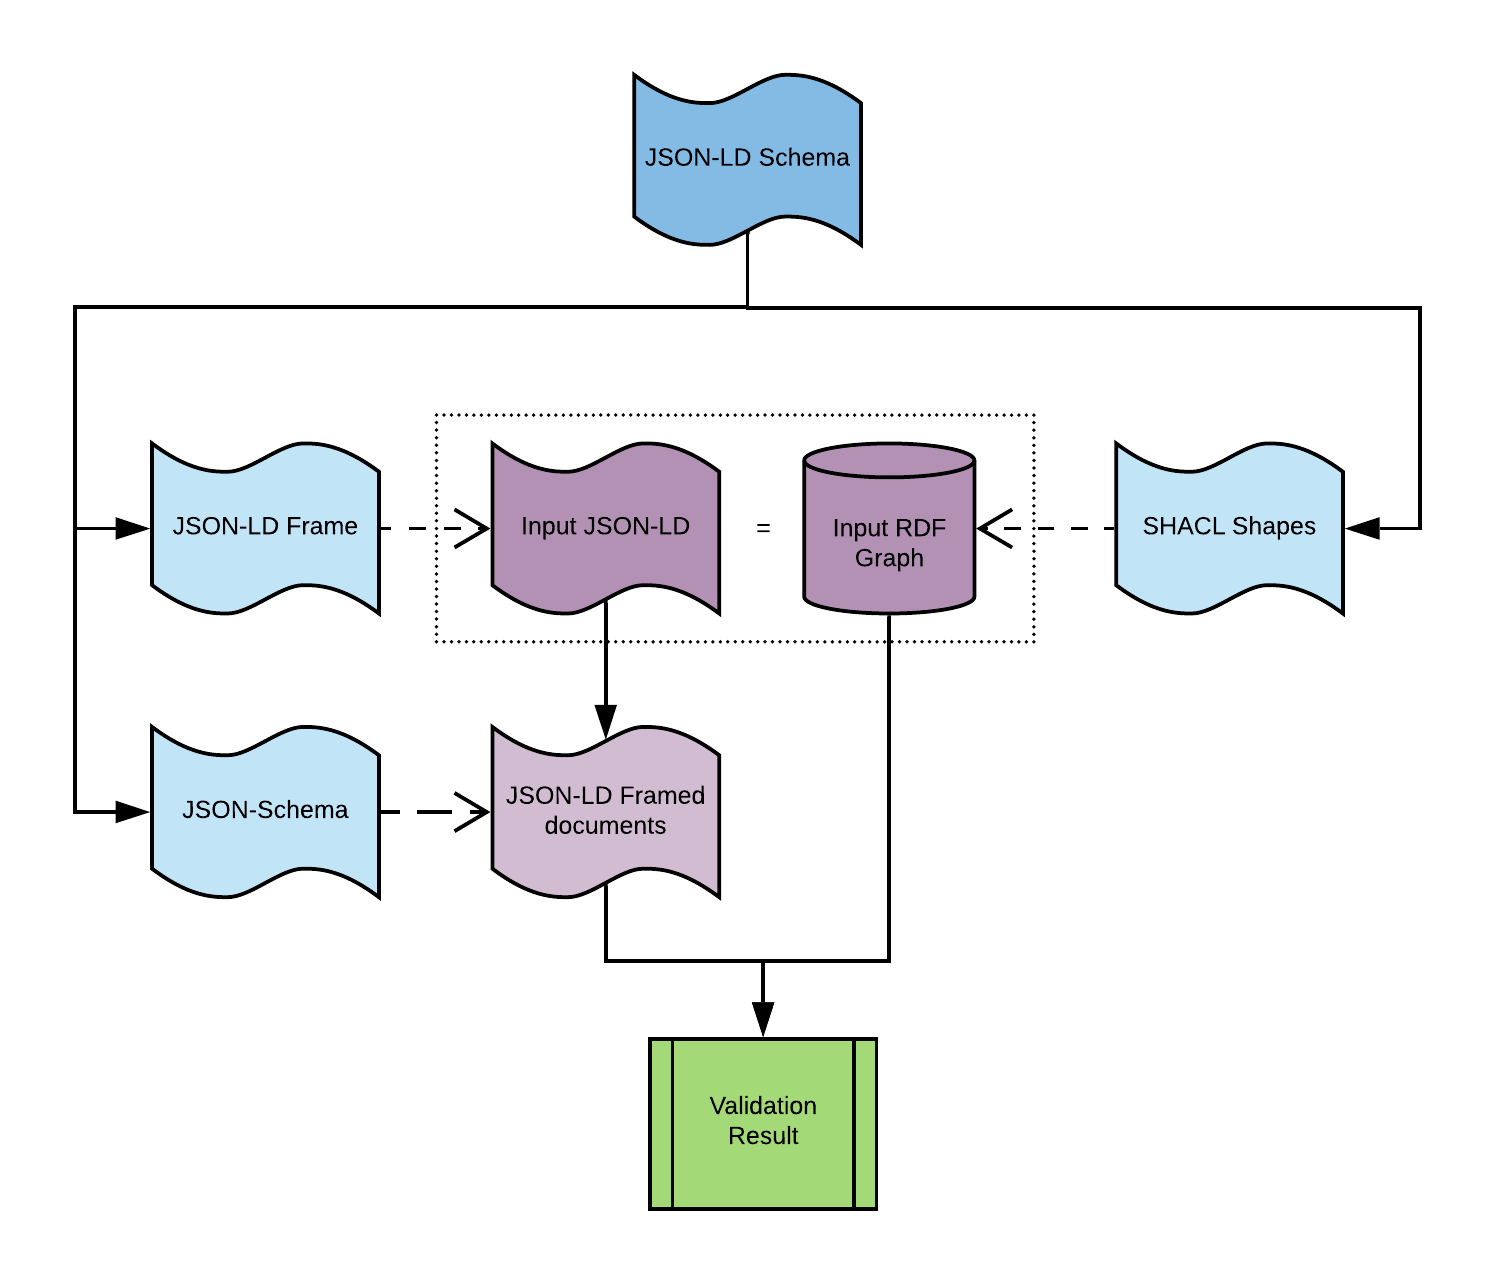 JSON-LD Schema
JSON-LD Frame
Input JSON-LD
=
Input RDF
Graph
SHACL Shapes
JSON-Schema
JSON-LD Framed
documents
Validation
Result